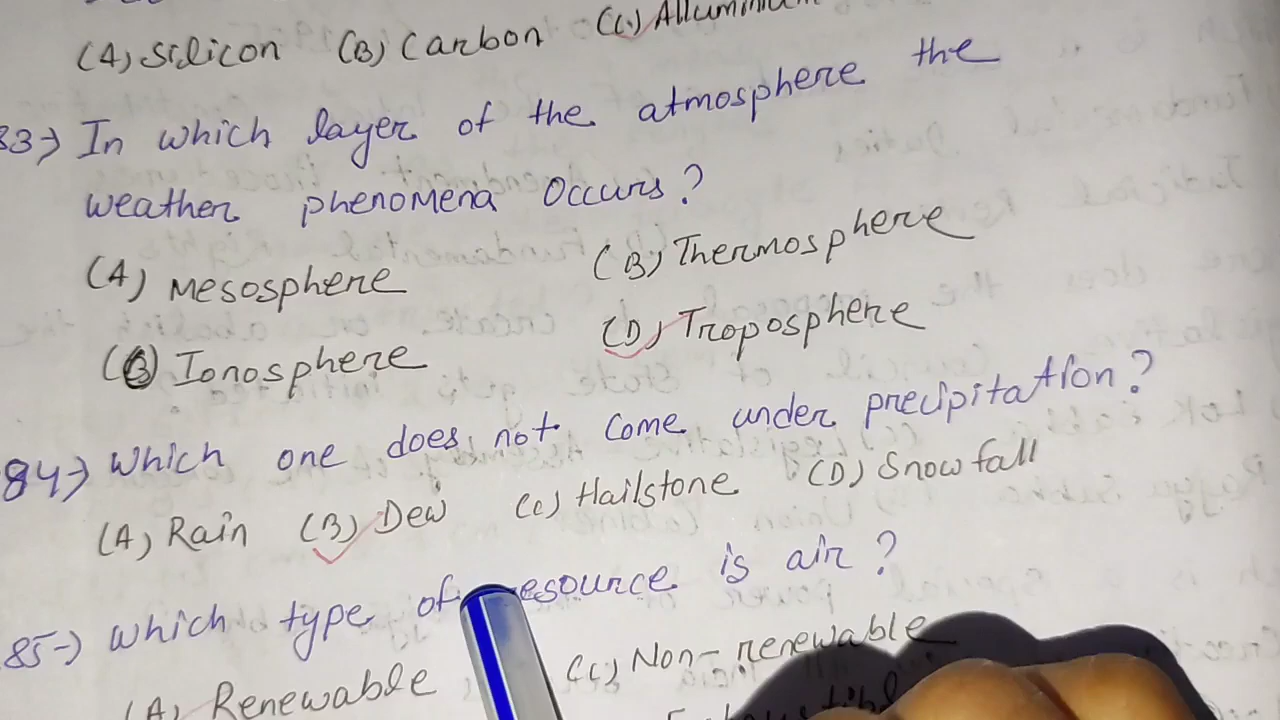 (A) Silicon (B) Carbon (C) Alluminium
83) In which layer of the atmosphere the
weather phenomena occurs?
(A) Mesosphere (B) Thermosphere
(C) Ionosphere (D) Troposphere
84) Which one does not come under precipitation?
(A) Rain (B) Dew (C) Hailstone (D) Snowfall
85) Which type of resource is air?
(A) Renewable (C) Non-renewable